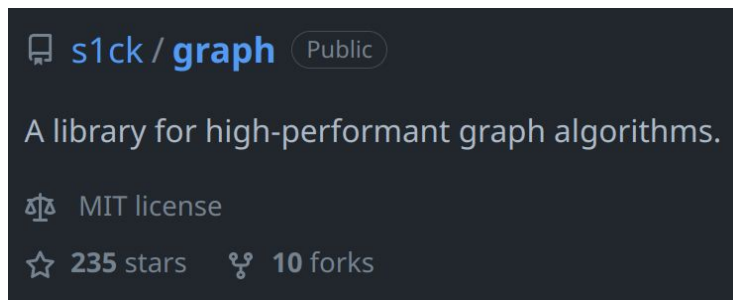 s1ck / graph Public
A library for high-performant graph algorithms.
MIT license
235 stars 10 forks